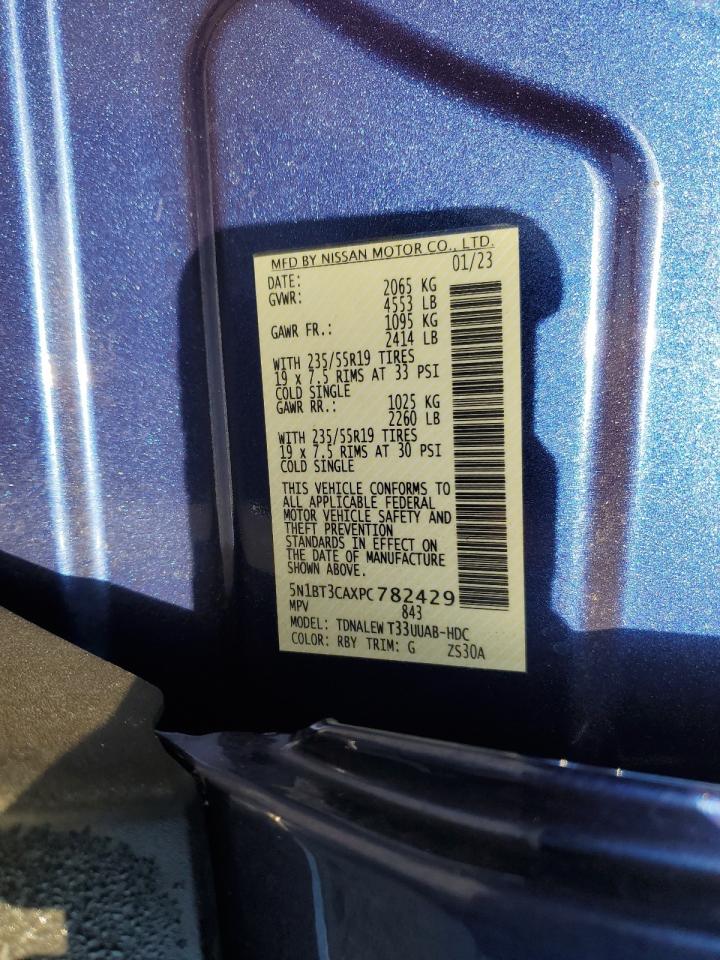 MFD BY NISSAN MOTOR CO., LTD.
DATE: 01/23
GVWR: 2065 KG
4553 LB
GAWR FR.: 1095 KG
2414 LB
WITH 235/55R19 TIRES
19 x 7.5 RIMS AT 33 PSI
COLD SINGLE
GAWR RR.: 1025 KG
2260 LB
WITH 235/55R19 TIRES
19 x 7.5 RIMS AT 30 PSI
COLD SINGLE
THIS VEHICLE CONFORMS TO
ALL APPLICABLE FEDERAL
MOTOR VEHICLE SAFETY AND
THEFT PREVENTION
STANDARDS IN EFFECT ON
THE DATE OF MANUFACTURE
SHOWN ABOVE.
5N1BT3CAXPC782429
MPV 843
MODEL: TDNALEW T33UUAB-HDC
COLOR: RBY TRIM: G ZS30A